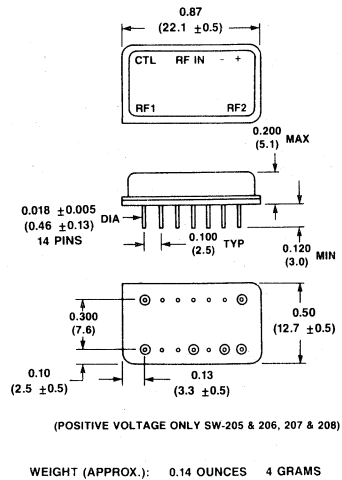 0.87
(22.1 ±0.5)
CTL RF IN - +
RF1 RF2
0.200 MAX
(5.1)
0.018 ±0.005 DIA
(0.46 ±0.13)
14 PINS
0.100 TYP
(2.5)
0.120 MIN
(3.0)
0.300
(7.6)
0.50
(12.7 ±0.5)
0.10
(2.5 ±0.5)
0.13
(3.3 ±0.5)
(POSITIVE VOLTAGE ONLY SW-205 & 206, 207 & 208)
WEIGHT (APPROX.): 0.14 OUNCES 4 GRAMS